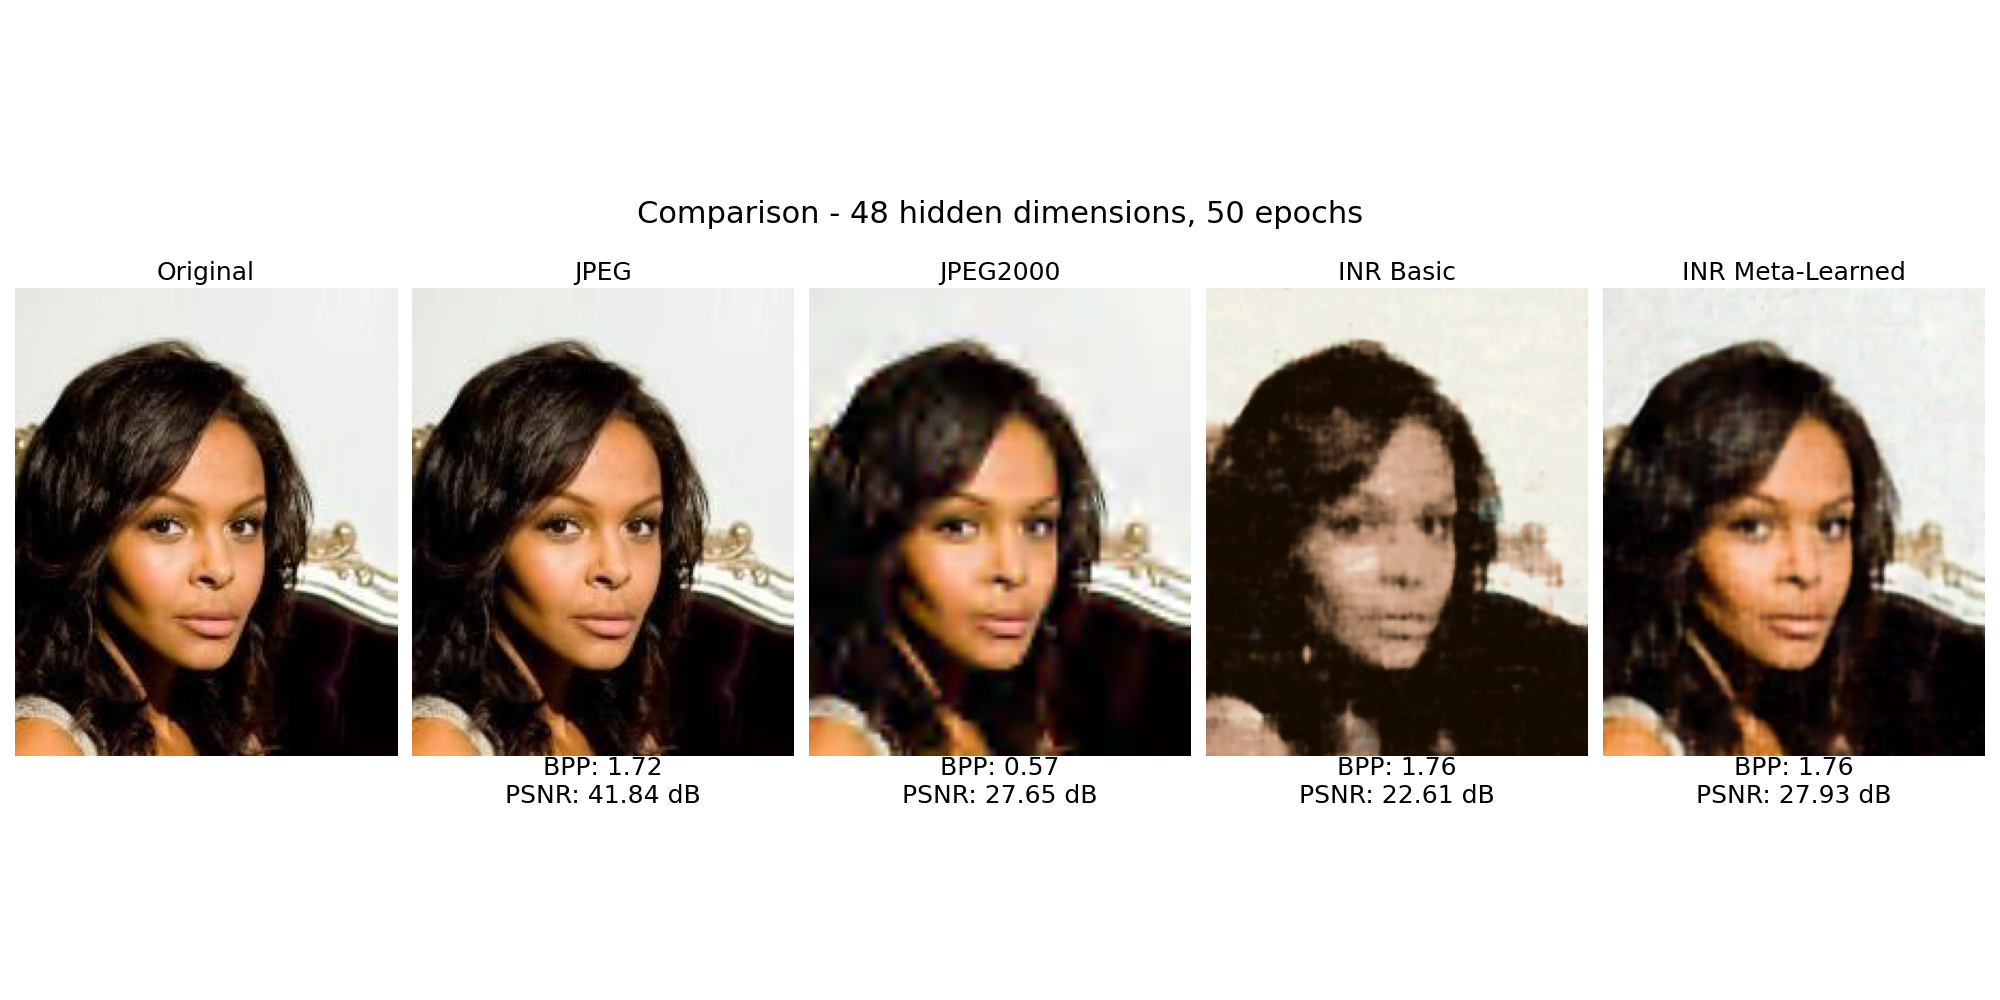 Comparison - 48 hidden dimensions, 50 epochs
Original
JPEG
JPEG2000
INR Basic
INR Meta-Learned
BPP: 1.72
PSNR: 41.84 dB
BPP: 0.57
PSNR: 27.65 dB
BPP: 1.76
PSNR: 22.61 dB
BPP: 1.76
PSNR: 27.93 dB